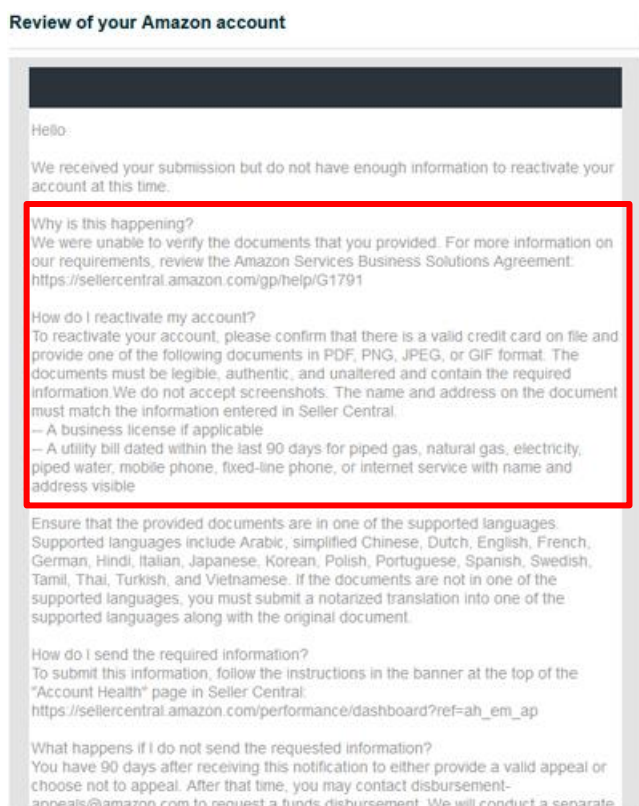 Review of your Amazon account
Hello
We received your submission but do not have enough information to reactivate your
account at this time.
Why is this happening?
We were unable to verify the documents that you provided. For more information on
our requirements, review the Amazon Services Business Solutions Agreement:
https://sellercentral.amazon.com/gp/help/G1791
How do I reactivate my account?
To reactivate your account, please confirm that there is a valid credit card on file and
provide one of the following documents in PDF, PNG, JPEG, or GIF format. The
documents must be legible, authentic, and unaltered and contain the required
information.We do not accept screenshots. The name and address on the document
must match the information entered in Seller Central.
-- A business license if applicable
-- A utility bill dated within the last 90 days for piped gas, natural gas, electricity,
piped water, mobile phone, fixed-line phone, or internet service with name and
address visible
Ensure that the provided documents are in one of the supported languages.
Supported languages include Arabic, simplified Chinese, Dutch, English, French,
German, Hindi, Italian, Japanese, Korean, Polish, Portuguese, Spanish, Swedish,
Tamil, Thai, Turkish, and Vietnamese. If the documents are not in one of the
supported languages, you must submit a notarized translation into one of the
supported languages along with the original document.
How do I send the required information?
To submit this information, follow the instructions in the banner at the top of the
"Account Health" page in Seller Central:
https://sellercentral.amazon.com/performance/dashboard?ref=ah_em_ap
What happens if I do not send the requested information?
You have 90 days after receiving this notification to either provide a valid appeal or
choose not to appeal. After that time, you may contact disbursement-
appeals@amazon.com to request a funds disbursement. We will conduct a separate